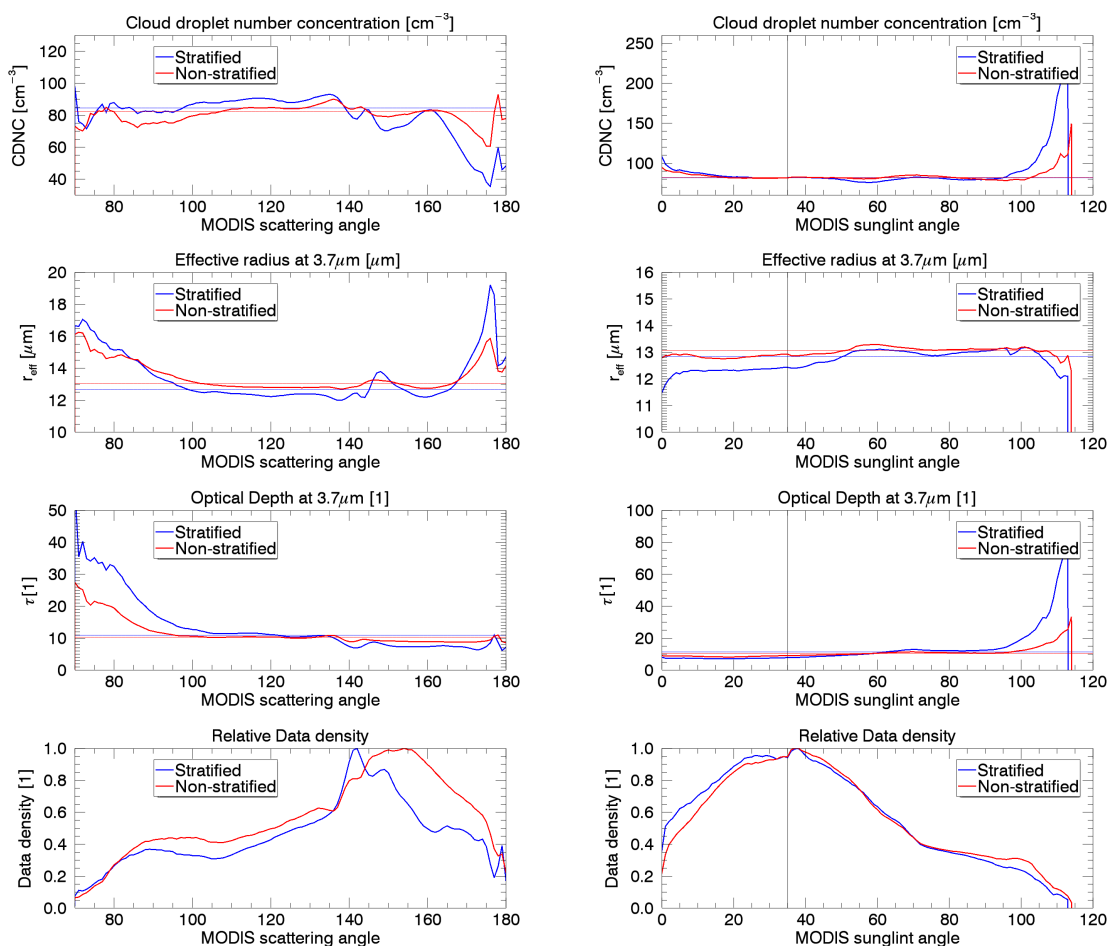 Cloud droplet number concentration [cm⁻³]
CDNC [cm⁻³]
120
100
80
60
40
Stratified
Non-stratified
80 100 120 140 160 180
MODIS scattering angle
Cloud droplet number concentration [cm⁻³]
CDNC [cm⁻³]
250
200
150
100
Stratified
Non-stratified
0 20 40 60 80 100 120
MODIS sunglint angle
Effective radius at 3.7μm [μm]
r_eff [μm]
20
18
16
14
12
10
Stratified
Non-stratified
80 100 120 140 160 180
MODIS scattering angle
Effective radius at 3.7μm [μm]
r_eff [μm]
16
15
14
13
12
11
10
Stratified
Non-stratified
0 20 40 60 80 100 120
MODIS sunglint angle
Optical Depth at 3.7μm [1]
τ [1]
50
40
30
20
10
0
Stratified
Non-stratified
80 100 120 140 160 180
MODIS scattering angle
Optical Depth at 3.7μm [1]
τ [1]
100
80
60
40
20
0
Stratified
Non-stratified
0 20 40 60 80 100 120
MODIS sunglint angle
Relative Data density
Data density [1]
1.0
0.8
0.6
0.4
0.2
0.0
Stratified
Non-stratified
80 100 120 140 160 180
MODIS scattering angle
Relative Data density
Data density [1]
1.0
0.8
0.6
0.4
0.2
0.0
Stratified
Non-stratified
0 20 40 60 80 100 120
MODIS sunglint angle